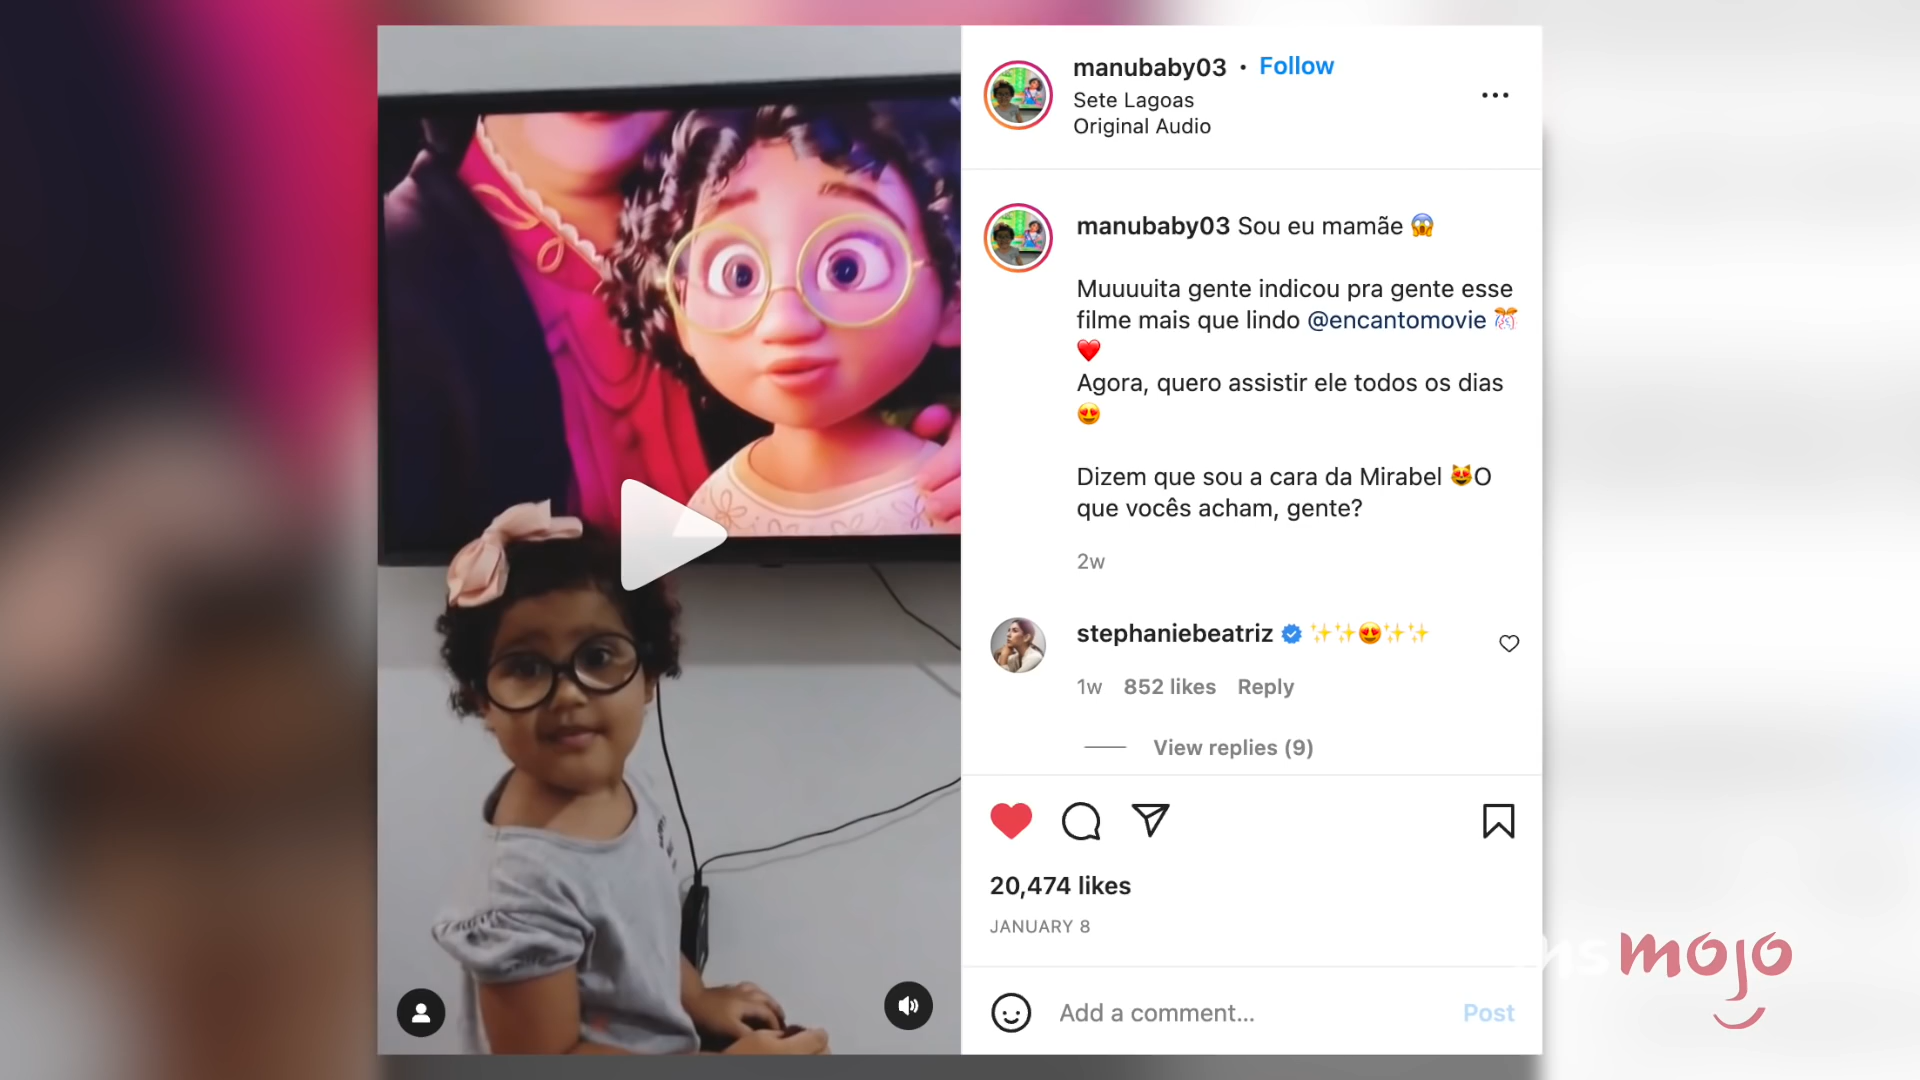 manubaby03 • Follow
Sete Lagoas
Original Audio
manubaby03 Sou eu mamãe 😱
Muuuuita gente indicou pra gente esse
filme mais que lindo @encantomovie 🎊
❤️
Agora, quero assistir ele todos os dias
😍
Dizem que sou a cara da Mirabel 😻O
que vocês acham, gente?
2w
stephaniebeatriz ✨✨😍✨✨
1w 852 likes Reply
View replies (9)
20,474 likes
JANUARY 8
Add a comment... Post
mojo